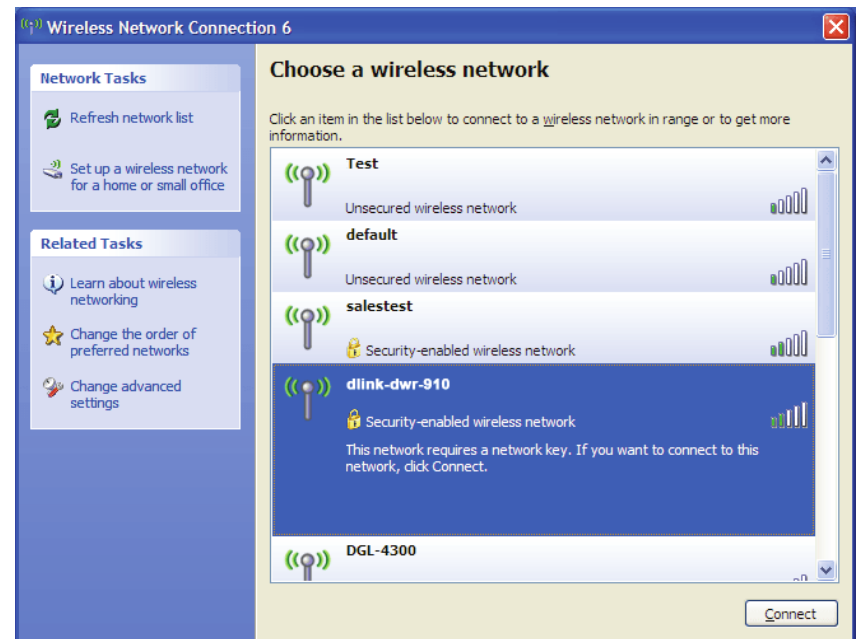 Wireless Network Connection 6
Network Tasks
Refresh network list
Set up a wireless network
for a home or small office
Related Tasks
Learn about wireless
networking
Change the order of
preferred networks
Change advanced
settings
Choose a wireless network
Click an item in the list below to connect to a wireless network in range or to get more
information.
Test
Unsecured wireless network
default
Unsecured wireless network
salestest
Security-enabled wireless network
dlink-dwr-910
Security-enabled wireless network
This network requires a network key. If you want to connect to this
network, click Connect.
DGL-4300
Connect